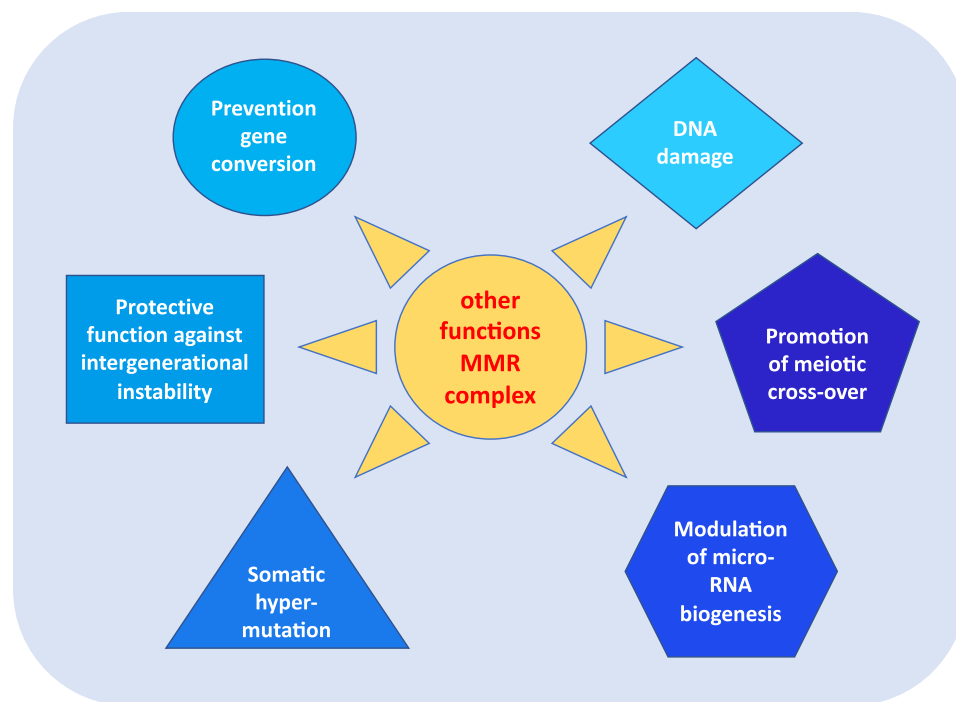 Prevention
gene
conversion
DNA
damage
Protective
function against
intergenerational
instability
other
functions
MMR
complex
Promotion
of meiotic
cross-over
Somatic
hyper-
mutation
Modulation
of micro-
RNA
biogenesis